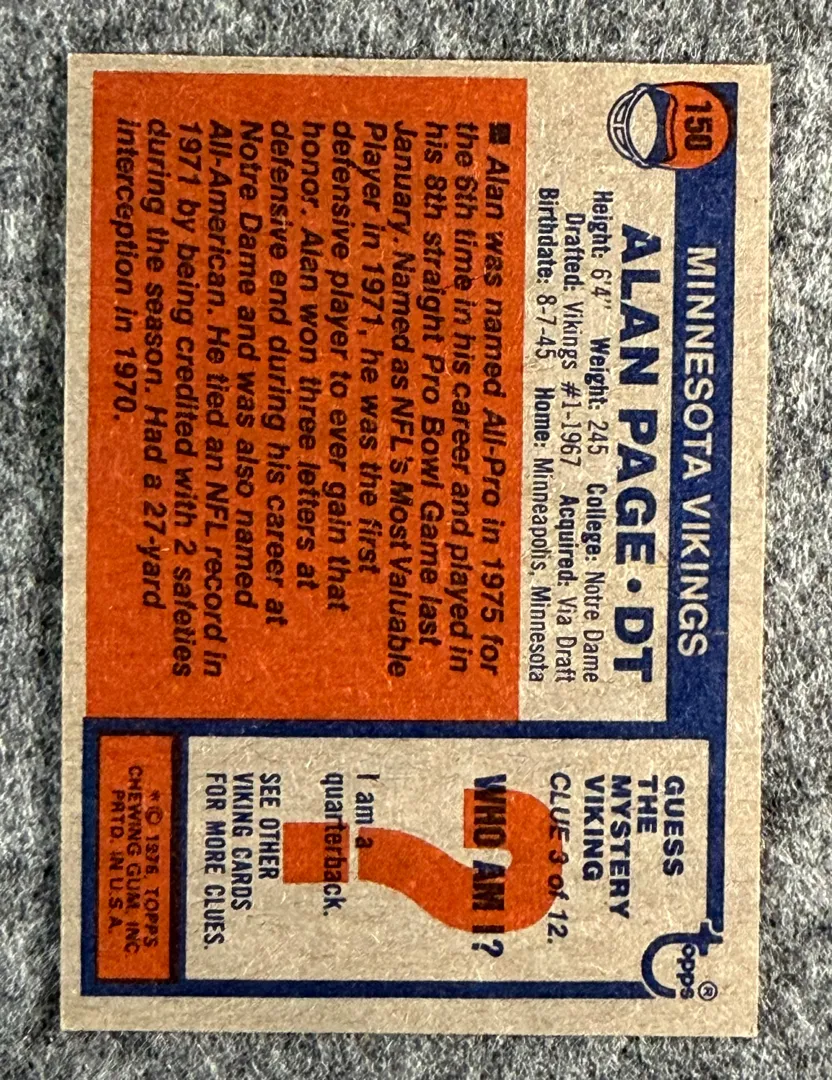 150
MINNESOTA VIKINGS
ALAN PAGE • DT
Height: 6'4" Weight: 245 College: Notre Dame
Drafted: Vikings #1-1967 Acquired: Via Draft
Birthdate: 8-7-45 Home: Minneapolis, Minnesota
Alan was named All-Pro in 1975 for
the 6th time in his career and played in
his 8th straight Pro Bowl Game last
January. Named as NFL's Most Valuable
Player in 1971, he was the first
defensive player to ever gain that
honor. Alan won three letters at
defensive end during his career at
Notre Dame and was also named
All-American. He tied an NFL record in
1971 by being credited with 2 safeties
during the season. Had a 27-yard
interception in 1970.
topps®
GUESS
THE
MYSTERY
VIKING
CLUE 3 of 12.
WHO AM I?
?
I am a
quarterback.
SEE OTHER
VIKING CARDS
FOR MORE CLUES.
* © 1976, TOPPS
CHEWING GUM, INC
PRTD. IN U.S.A.